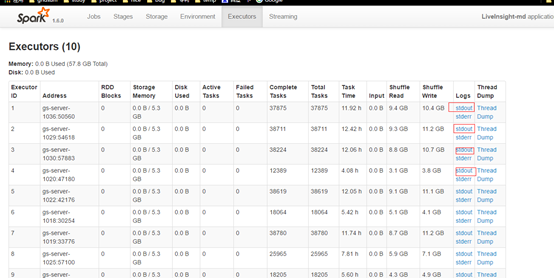 Spark 1.6.0 Jobs Stages Storage Environment Executors Streaming LiveInsight-md applicatio
Executors (10)
Memory: 0.0 B Used (57.8 GB Total)
Disk: 0.0 B Used
Executor ID Address RDD Blocks Storage Memory Disk Used Active Tasks Failed Tasks Complete Tasks Total Tasks Task Time Input Shuffle Read Shuffle Write Logs Thread Dump
1 gs-server-1036:50560 0 0.0 B / 5.3 GB 0.0 B 0 0 37875 37875 11.92 h 0.0 B 9.4 GB 10.4 GB stdout stderr Thread Dump
2 gs-server-1029:54618 0 0.0 B / 5.3 GB 0.0 B 0 0 38711 38711 12.42 h 0.0 B 9.3 GB 11.2 GB stdout stderr Thread Dump
3 gs-server-1030:57883 0 0.0 B / 5.3 GB 0.0 B 0 0 38224 38224 12.06 h 0.0 B 8.8 GB 10.7 GB stdout stderr Thread Dump
4 gs-server-1020:47180 0 0.0 B / 5.3 GB 0.0 B 0 0 12389 12389 4.08 h 0.0 B 3.1 GB 3.8 GB stdout stderr Thread Dump
5 gs-server-1022:42176 0 0.0 B / 5.3 GB 0.0 B 0 0 38619 38619 12.05 h 0.0 B 9.1 GB 11.1 GB stdout stderr Thread Dump
6 gs-server-1018:30254 0 0.0 B / 5.3 GB 0.0 B 0 0 18064 18064 5.42 h 0.0 B 5.1 GB 4.1 GB stdout stderr Thread Dump
7 gs-server-1019:33776 0 0.0 B / 5.3 GB 0.0 B 0 0 38780 38780 11.74 h 0.0 B 8.7 GB 11.2 GB stdout stderr Thread Dump
8 gs-server-1025:57100 0 0.0 B / 5.3 GB 0.0 B 0 0 25965 25965 7.81 h 0.0 B 5.9 GB 7.1 GB stdout stderr Thread Dump
9 gs-server- 0 0.0 B / 5.3 0.0 B 0 0 18205 18205 5.60 h 0.0 B 4.3 GB 4.9 GB stdout Thread